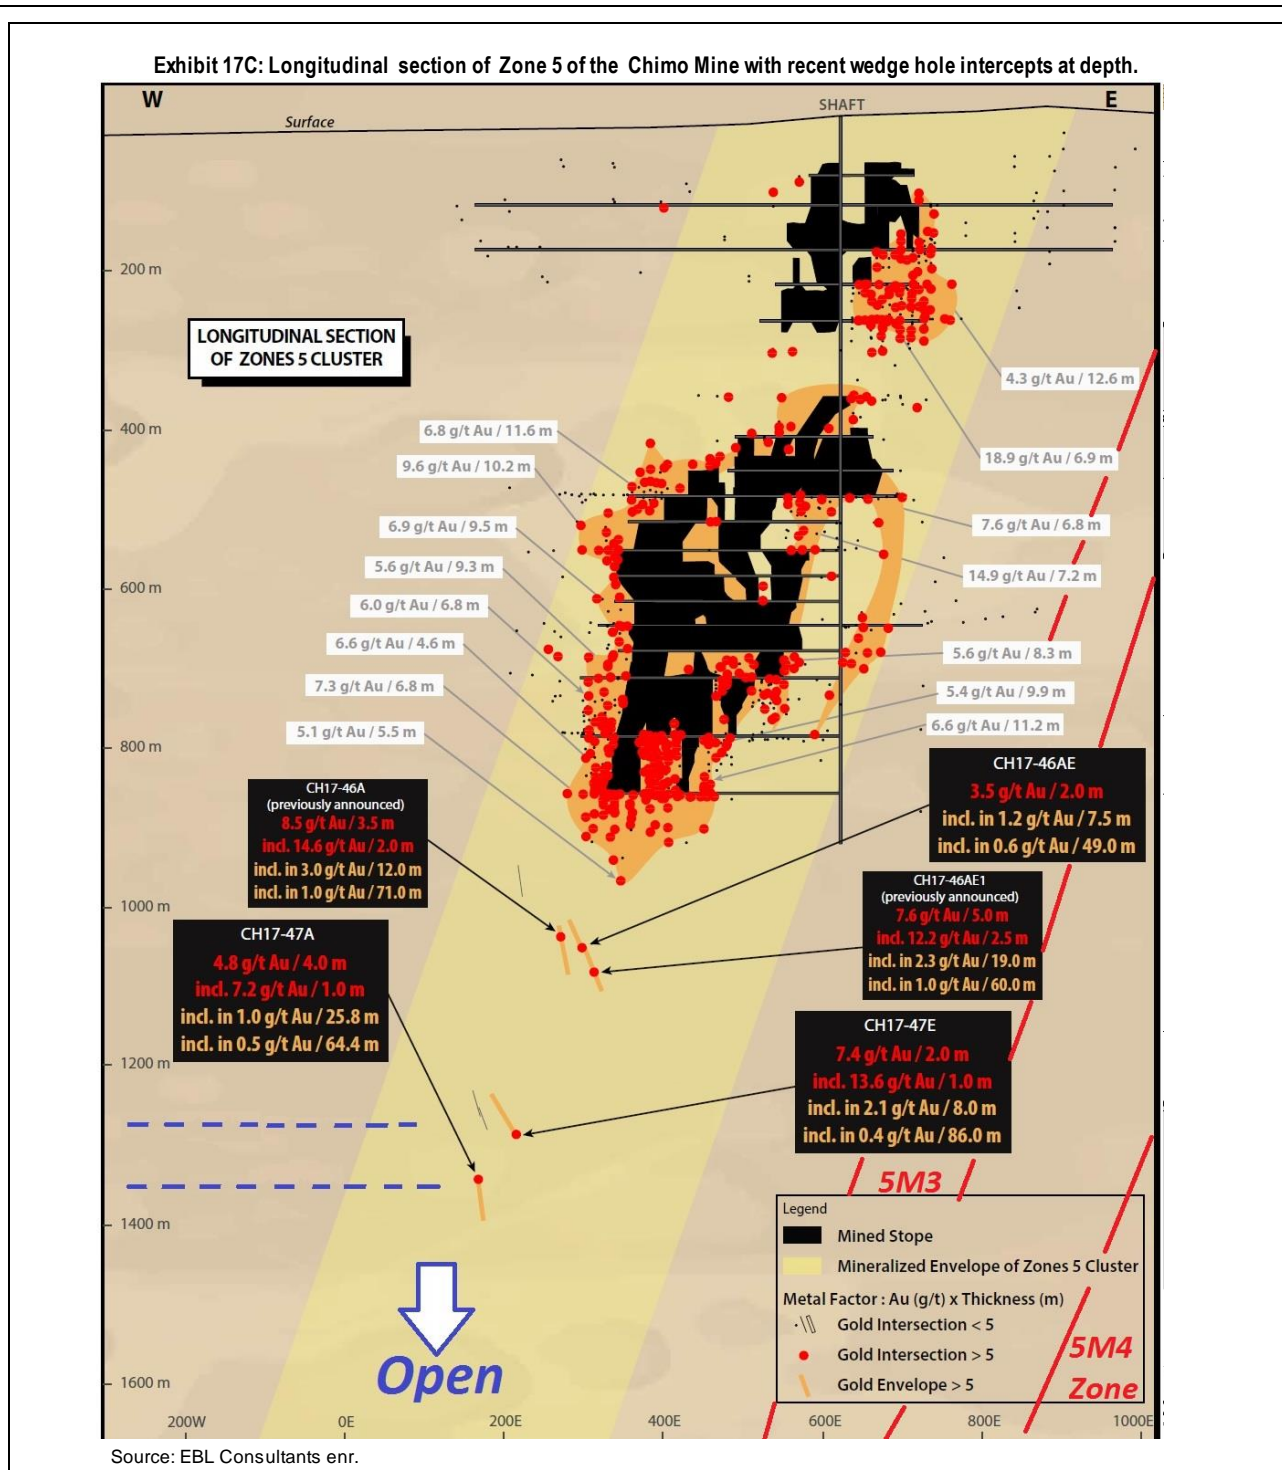 Exhibit 17C: Longitudinal section of Zone 5 of the Chimo Mine with recent wedge hole intercepts at depth.
W
SHAFT
E
Surface
200 m
LONGITUDINAL SECTION
OF ZONES 5 CLUSTER
4.3 g/t Au / 12.6 m
400 m
6.8 g/t Au / 11.6 m
18.9 g/t Au / 6.9 m
9.6 g/t Au / 10.2 m
6.9 g/t Au / 9.5 m
7.6 g/t Au / 6.8 m
5.6 g/t Au / 9.3 m
14.9 g/t Au / 7.2 m
600 m
6.0 g/t Au / 6.8 m
6.6 g/t Au / 4.6 m
5.6 g/t Au / 8.3 m
7.3 g/t Au / 6.8 m
5.4 g/t Au / 9.9 m
5.1 g/t Au / 5.5 m
6.6 g/t Au / 11.2 m
800 m
CH17-46AE
3.5 g/t Au / 2.0 m
incl. in 1.2 g/t Au / 7.5 m
incl. in 0.6 g/t Au / 49.0 m
CH17-46A
(previously announced)
8.5 g/t Au / 3.5 m
incl. 14.6 g/t Au / 2.0 m
incl. in 3.0 g/t Au / 12.0 m
incl. in 1.0 g/t Au / 71.0 m
CH17-46AE1
(previously announced)
7.6 g/t Au / 5.0 m
incl. 12.2 g/t Au / 2.5 m
incl. in 2.3 g/t Au / 19.0 m
incl. in 1.0 g/t Au / 60.0 m
1000 m
CH17-47A
4.8 g/t Au / 4.0 m
incl. 7.2 g/t Au / 1.0 m
incl. in 1.0 g/t Au / 25.8 m
incl. in 0.5 g/t Au / 64.4 m
CH17-47E
7.4 g/t Au / 2.0 m
incl. 13.6 g/t Au / 1.0 m
incl. in 2.1 g/t Au / 8.0 m
incl. in 0.4 g/t Au / 86.0 m
1200 m
5M3
1400 m
Legend
Mined Stope
Mineralized Envelope of Zones 5 Cluster
Metal Factor : Au (g/t) x Thickness (m)
Gold Intersection < 5
Gold Intersection > 5
Gold Envelope > 5
5M4
Zone
Open
1600 m
200W
0E
200E
400E
600E
800E
1000E
Source: EBL Consultants enr.